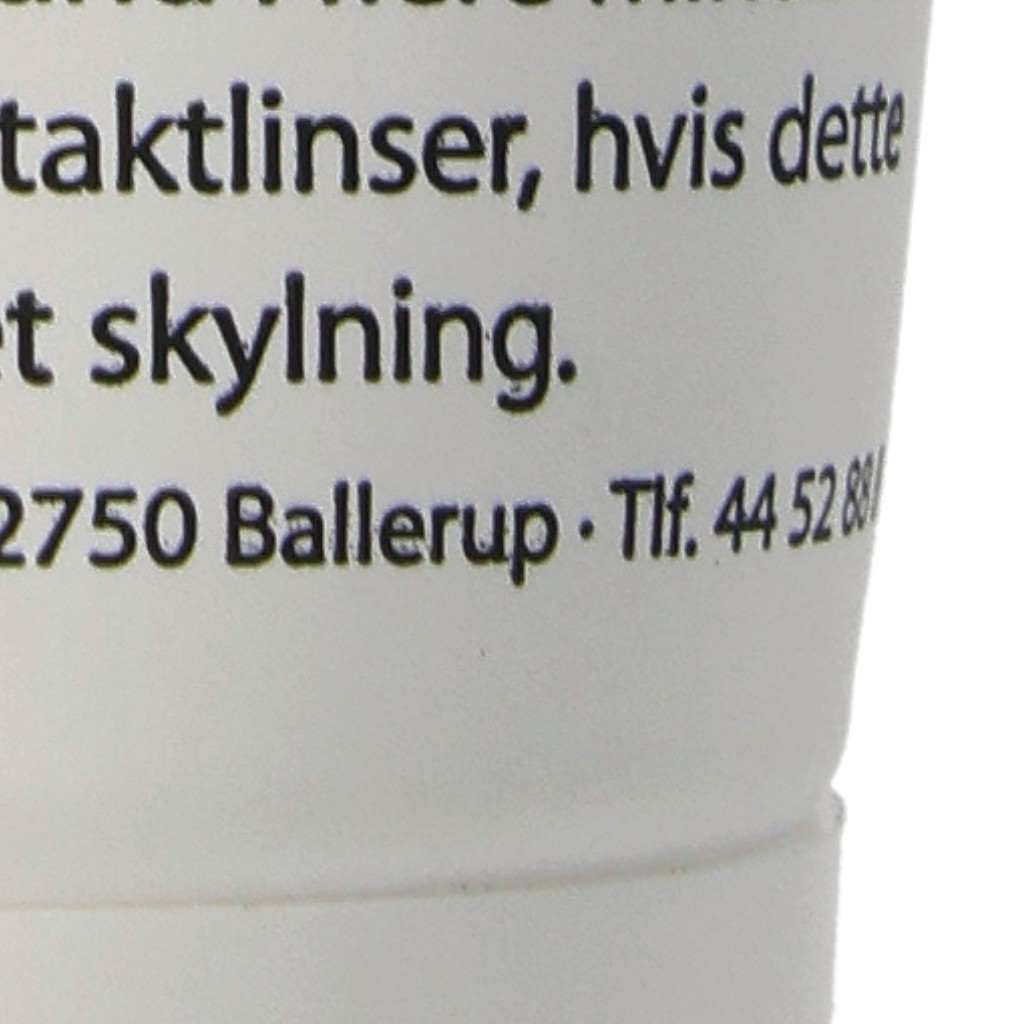 taktlinser, hvis dette
et skylning.
2750 Ballerup · Tlf. 44 52 88